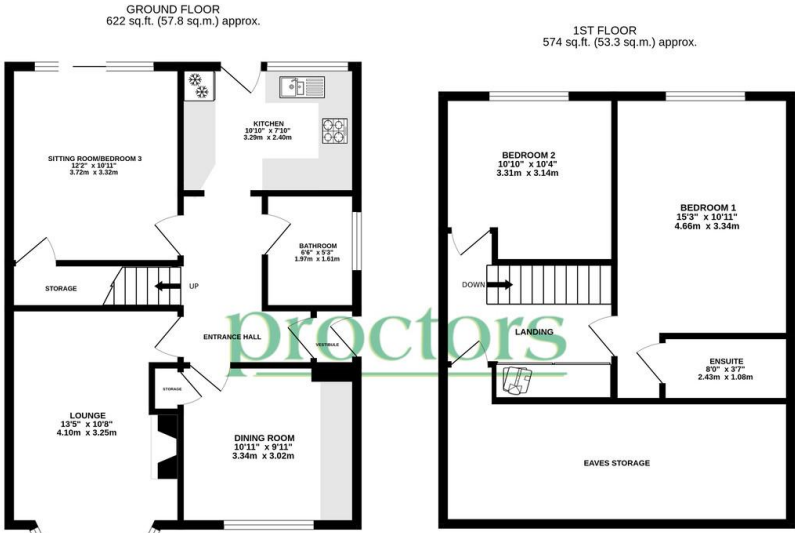 GROUND FLOOR
622 sq.ft. (57.8 sq.m.) approx.
1ST FLOOR
574 sq.ft. (53.3 sq.m.) approx.
KITCHEN
10'10" x 7'10"
3.29m x 2.40m
SITTING ROOM/BEDROOM 3
12'2" x 10'11"
3.72m x 3.32m
BEDROOM 2
10'10" x 10'4"
3.31m x 3.14m
BEDROOM 1
15'3" x 10'11"
4.66m x 3.34m
BATHROOM
6'6" x 5'3"
1.97m x 1.61m
STORAGE
UP
DOWN
proctors
ENTRANCE HALL
VESTIBULE
LANDING
ENSUITE
8'0" x 3'7"
2.43m x 1.08m
STORAGE
LOUNGE
13'5" x 10'8"
4.10m x 3.25m
DINING ROOM
10'11" x 9'11"
3.34m x 3.02m
EAVES STORAGE